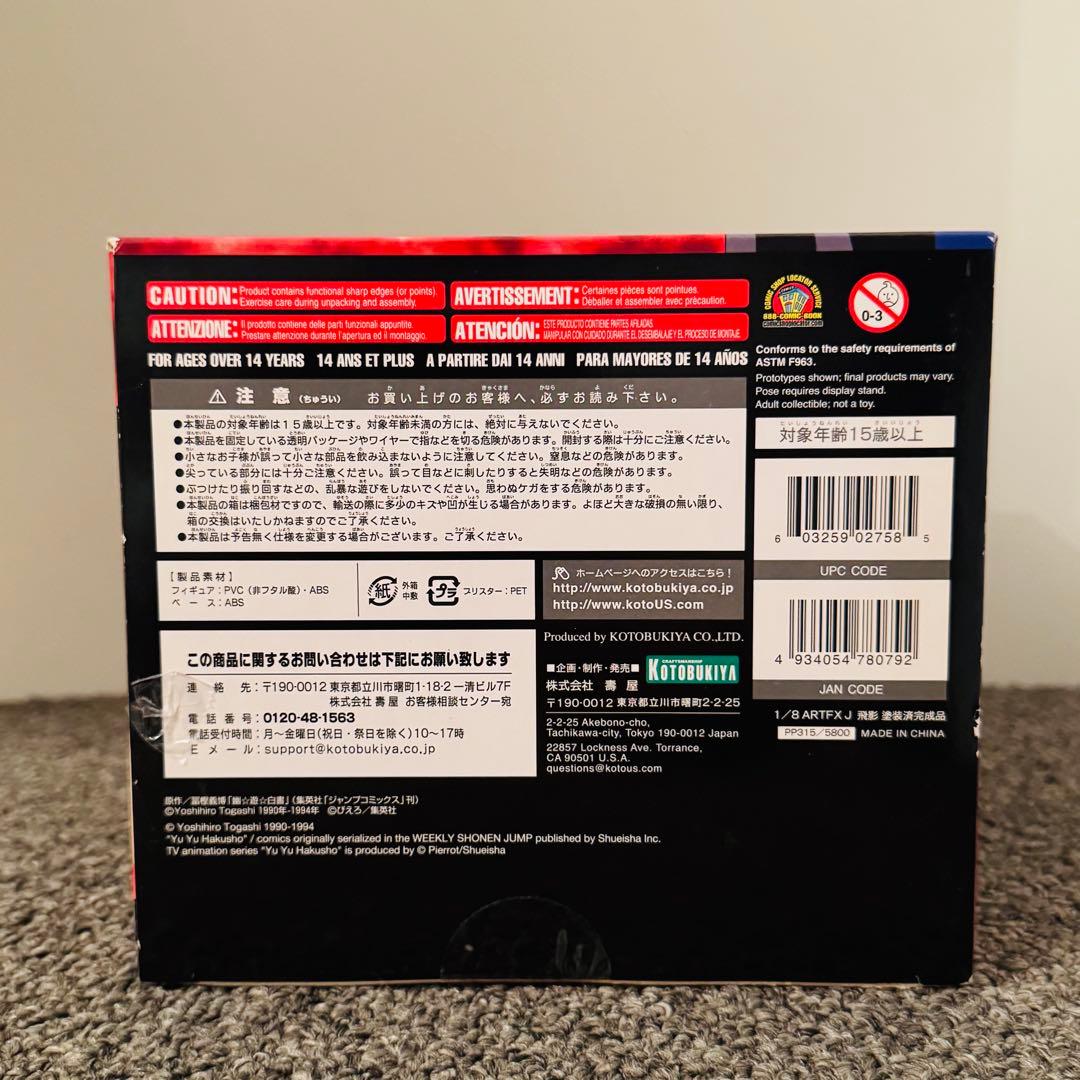 CAUTION: Product contains functional sharp edges (or points).
Exercise care during unpacking and assembly.
AVERTISSEMENT: Certaines pièces sont pointues.
Déballer et assembler avec précaution.
ATTENZIONE: Il prodotto contiene delle parti funzionali appuntite.
Prestare attenzione durante l'apertura ed il montaggio.
ATENCIÓN: ESTE PRODUCTO CONTIENE PARTES AFILADAS.
MANIPULAR CON CUIDADO DURANTE EL DESEMBALAJE Y EL PROCESO DE MONTAJE.
FOR AGES OVER 14 YEARS 14 ANS ET PLUS A PARTIRE DAI 14 ANNI PARA MAYORES DE 14 AÑOS
COMIC SHOP LOCATOR SERVICE
888-COMIC-BOOK
comicshoplocator.com
0-3
Conforms to the safety requirements of
ASTM F963.
Prototypes shown; final products may vary.
Pose requires display stand.
Adult collectible; not a toy.
注意(ちゅうい) お買い上げのお客様へ、必ずお読み下さい。
●本製品の対象年齢は15歳以上です。対象年齢未満の方には、絶対に与えないでください。
●本製品を固定している透明パッケージやワイヤーで指などを切る危険があります。開封する際は十分にご注意ください。
●小さなお子様が誤って小さな部品を飲み込まないように注意してください。窒息などの危険があります。
●尖っている部分には十分ご注意ください。誤って目などに刺したりすると失明などの危険があります。
●ぶつけたり振り回すなどの、乱暴な遊びをしないでください。思わぬケガをする危険があります。
●本製品の箱は梱包材ですので、輸送の際に多少のキズや凹が生じる場合があります。よほど大きな破損の無い限り、
箱の交換はいたしかねますのでご了承ください。
●本製品は予告無く仕様を変更する場合がございます。ご了承ください。
対象年齢15歳以上
6 03259 02758 5
UPC CODE
4 934054 780792
JAN CODE
1/8 ARTFX J 飛影 塗装済完成品
PP315/5800 MADE IN CHINA
【製品素材】
フィギュア:PVC(非フタル酸)・ABS
ベース:ABS
紙 外箱
中敷
プラ ブリスター:PET
ホームページへのアクセスはこちら!
http://www.kotobukiya.co.jp
http://www.kotoUS.com
Produced by KOTOBUKIYA CO.,LTD.
■企画・制作・発売■
CRAFTSMANSHIP
KOTOBUKIYA
株式会社 壽屋
〒190-0012 東京都立川市曙町2-2-25
2-2-25 Akebono-cho,
Tachikawa-city, Tokyo 190-0012 Japan
22857 Lockness Ave. Torrance,
CA 90501 U.S.A.
questions@kotous.com
この商品に関するお問い合わせは下記にお願い致します
連絡先:〒190-0012 東京都立川市曙町1-18-2 一清ビル7F
株式会社 壽屋 お客様相談センター宛
電話番号:0120-48-1563
電話受付時間:月~金曜日(祝日・祭日を除く)10~17時
Eメール:support@kotobukiya.co.jp
原作/冨樫義博「幽☆遊☆白書」(集英社「ジャンプコミックス」刊)
©Yoshihiro Togashi 1990年-1994年 ©ぴえろ/集英社
© Yoshihiro Togashi 1990-1994
"Yu Yu Hakusho" / comics originally serialized in the WEEKLY SHONEN JUMP published by Shueisha Inc.
TV animation series "Yu Yu Hakusho" is produced by © Pierrot/Shueisha